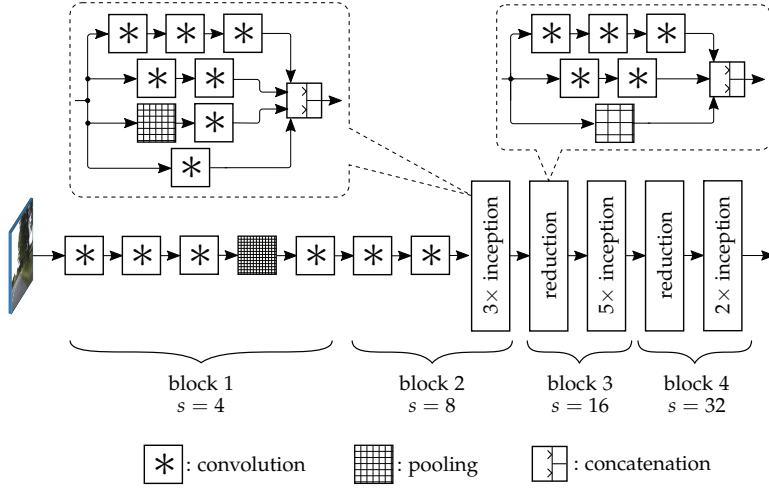 3× inception
reduction
5× inception
reduction
2× inception
block 1
s = 4
block 2
s = 8
block 3
s = 16
block 4
s = 32
: convolution
: pooling
: concatenation